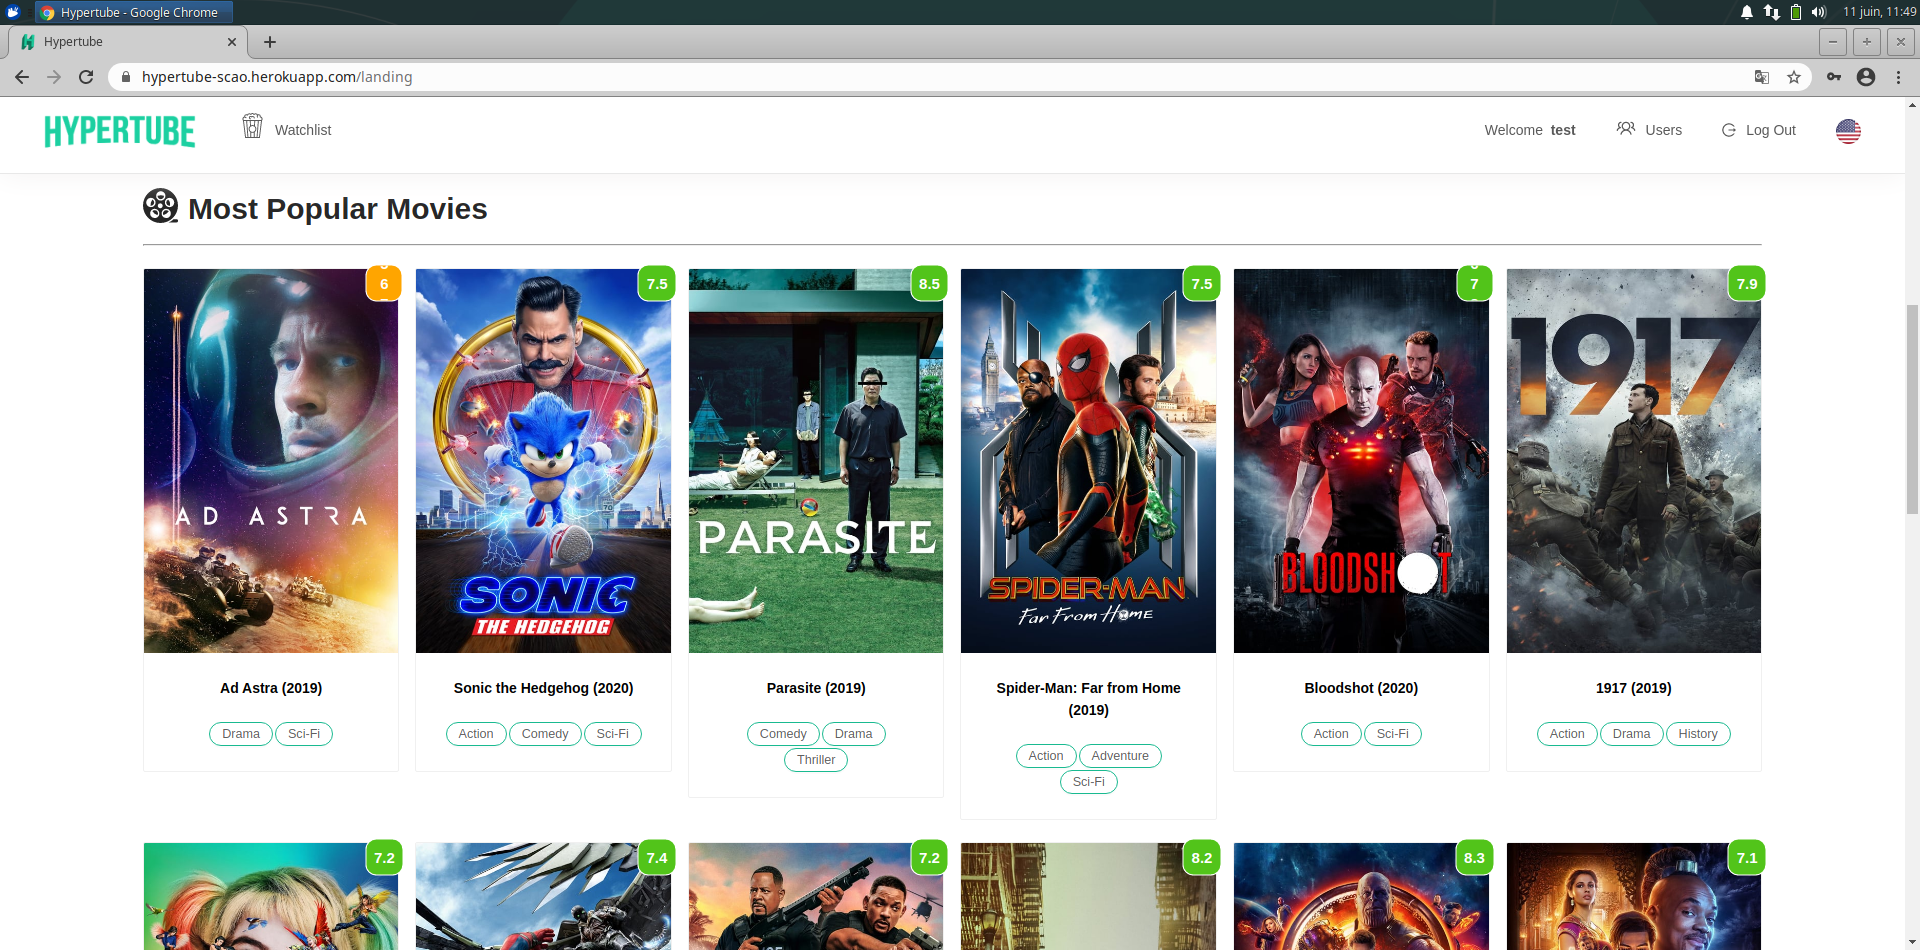 Hypertube - Google Chrome
11 juin, 11:49
Hypertube
hypertube-scao.herokuapp.com/landing
HYPERTUBE
Watchlist
Welcome test
Users
Log Out
Most Popular Movies
6
7.5
8.5
7.5
7
7.9
AD ASTRA
SONIC
THE HEDGEHOG
PARASITE
SPIDER-MAN
Far From Home
BLOODSHOT
1917
Ad Astra (2019)
Drama
Sci-Fi
Sonic the Hedgehog (2020)
Action
Comedy
Sci-Fi
Parasite (2019)
Comedy
Drama
Thriller
Spider-Man: Far from Home
(2019)
Action
Adventure
Sci-Fi
Bloodshot (2020)
Action
Sci-Fi
1917 (2019)
Action
Drama
History
7.2
7.4
7.2
8.2
8.3
7.1